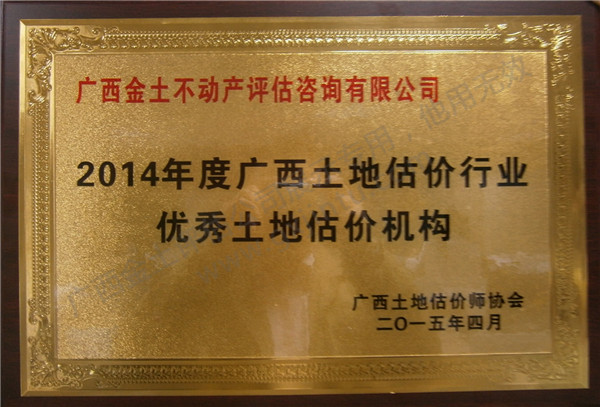 广西金土不动产评估咨询有限公司
2014年度广西土地估价行业
优秀土地估价机构
广西土地估价师协会
二〇一五年四月